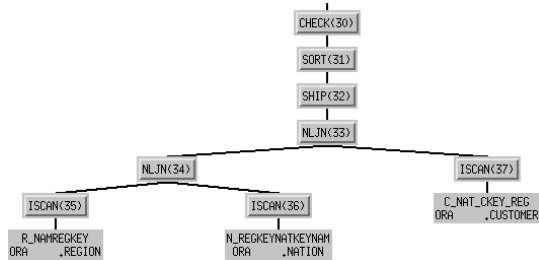 CHECK(30)
SORT(31)
SHIP(32)
NLJN(33)
NLJN(34)
ISCAN(37)
ISCAN(35)
ISCAN(36)
C_NAT_CKEY_REG
ORA .CUSTOMER
R_NAMREGKEY
ORA .REGION
N_REGKEYNATKEYNAM
ORA .NATION